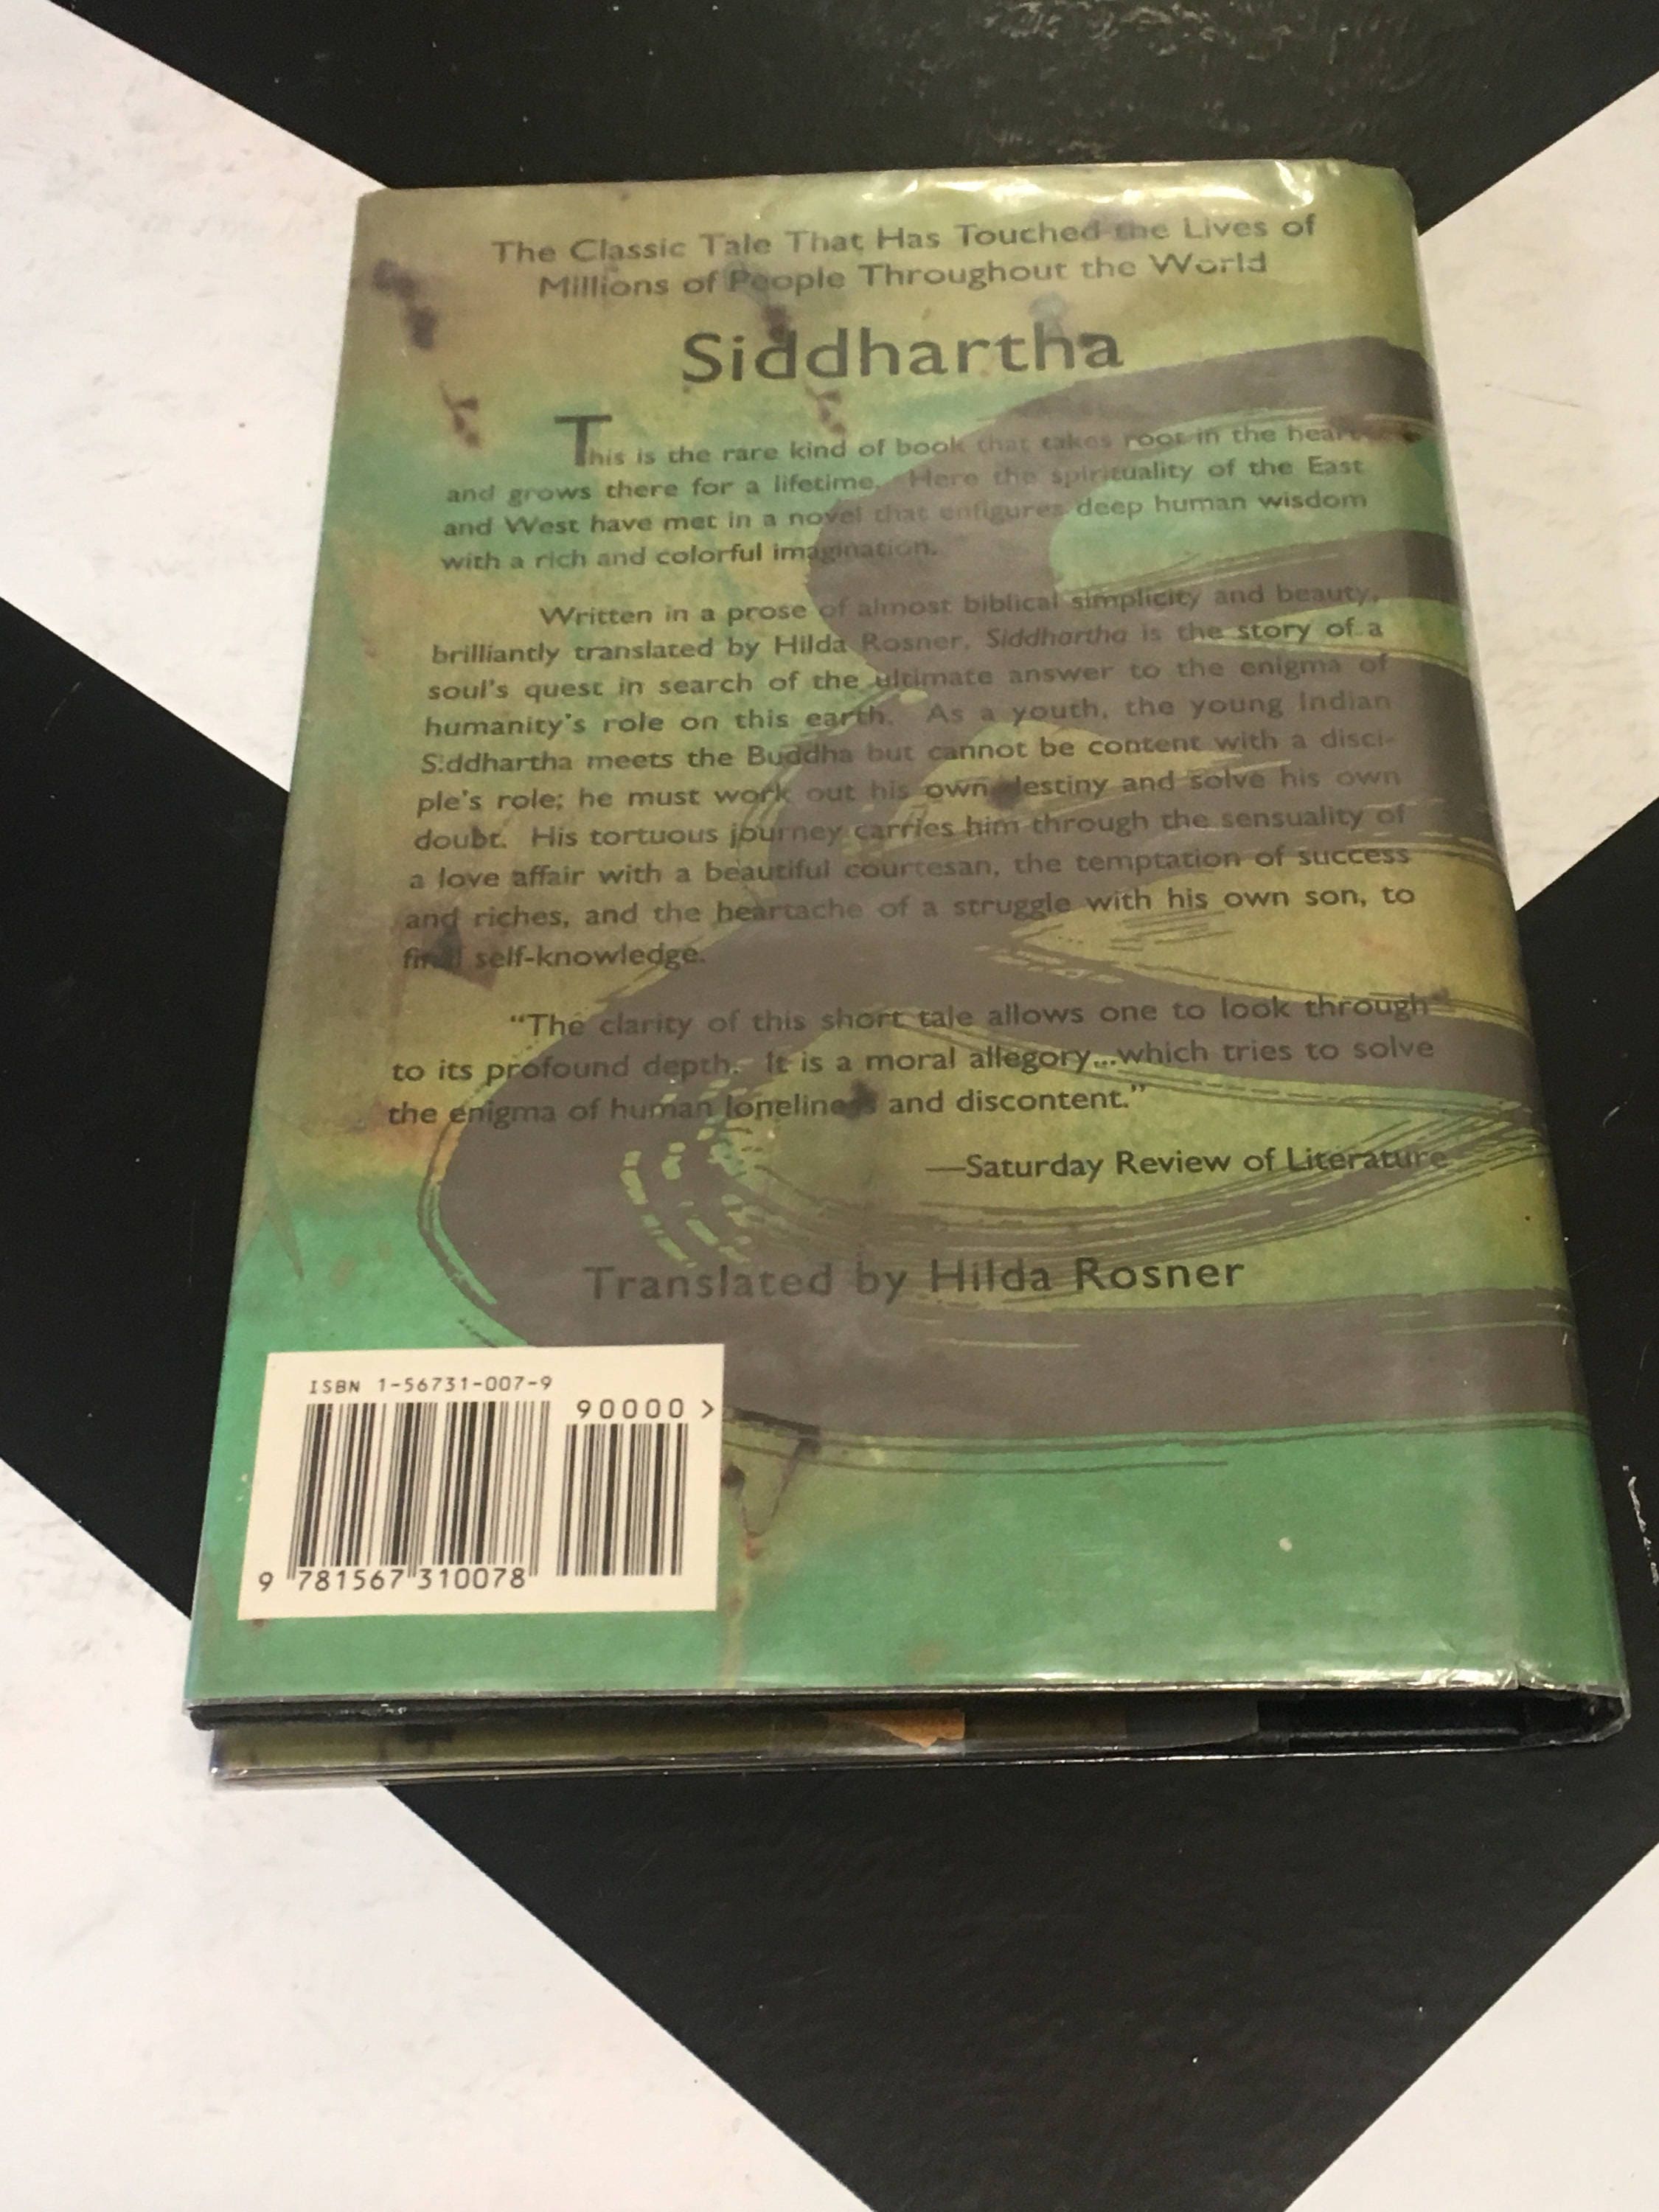 The Classic Tale That Has Touched the Lives of
Millions of People Throughout the World
Siddhartha
This is the rare kind of book that takes root in the heart
and grows there for a lifetime. Here the spirituality of the East
and West have met in a novel that enfigures deep human wisdom
with a rich and colorful imagination.
Written in a prose of almost biblical simplicity and beauty,
brilliantly translated by Hilda Rosner, Siddhartha is the story of a
soul's quest in search of the ultimate answer to the enigma of
humanity's role on this earth. As a youth, the young Indian
Siddhartha meets the Buddha but cannot be content with a disci-
ple's role; he must work out his own destiny and solve his own
doubt. His tortuous journey carries him through the sensuality of
a love affair with a beautiful courtesan, the temptation of success
and riches, and the heartache of a struggle with his own son, to
final self-knowledge.
“The clarity of this short tale allows one to look through
to its profound depth. It is a moral allegory...which tries to solve
the enigma of human loneliness and discontent.”
—Saturday Review of Literature
Translated by Hilda Rosner
ISBN 1-56731-007-9
90000 >
9 781567 310078